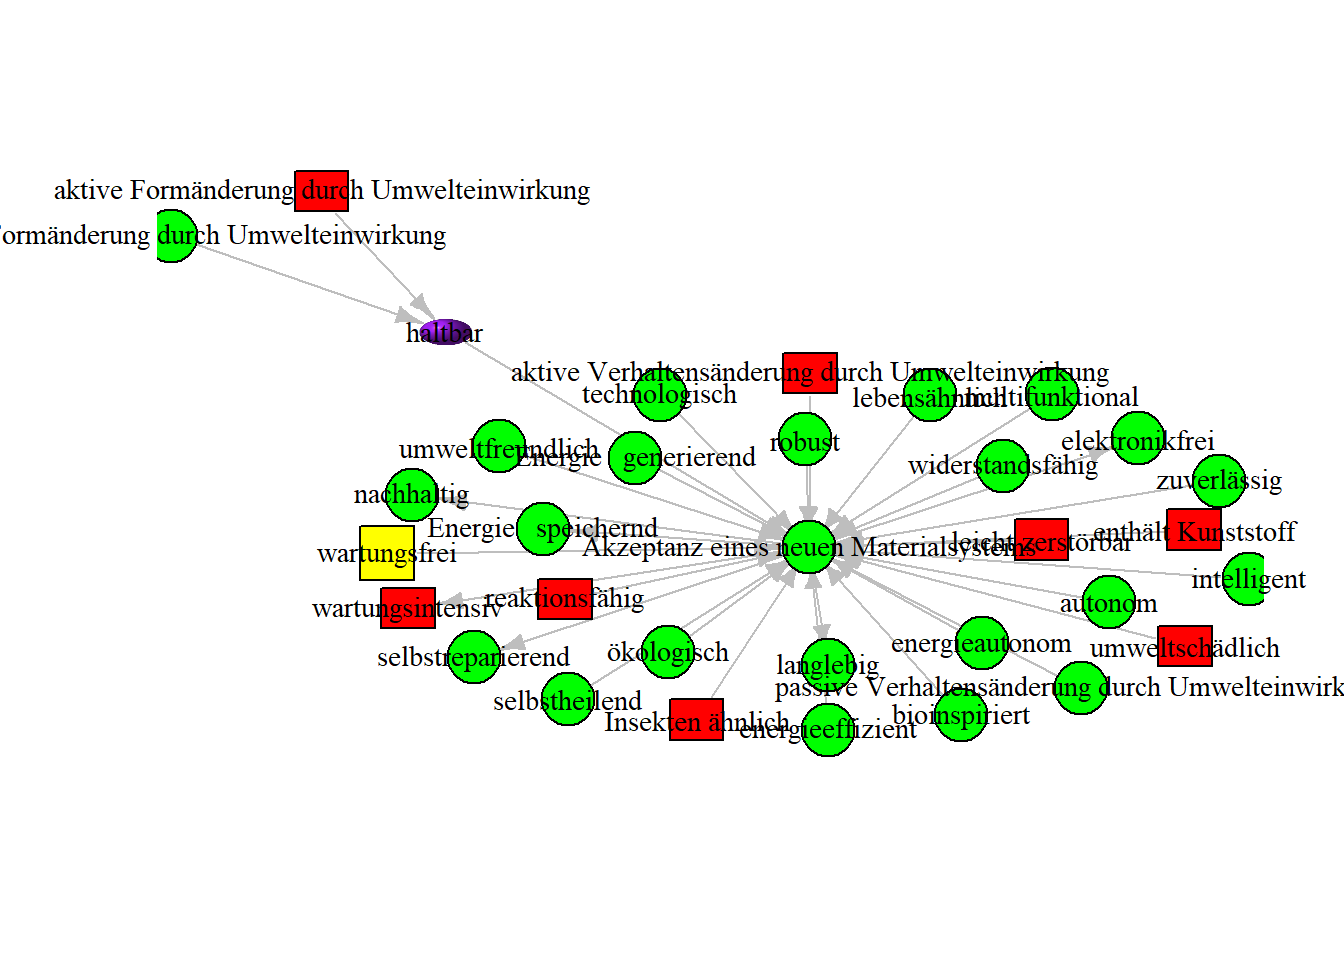 aktive Formänderung durch Umwelteinwirkung
Formänderung durch Umwelteinwirkung
haltbar
aktive Verhaltensänderung durch Umwelteinwirkung
technologisch
lebensähnlich
multifunktional
robust
elektronikfrei
umweltfreundlich
Energie generierend
widerstandsfähig
zuverlässig
nachhaltig
Energie speichernd
enthält Kunststoff
leicht zerstörbar
Akzeptanz eines neuen Materialsystems
wartungsfrei
intelligent
reaktionsfähig
autonom
wartungsintensiv
energieautonom
umweltschädlich
ökologisch
selbstreparierend
langlebig
passive Verhaltensänderung durch Umwelteinwirk
selbstheilend
bioinspiriert
Insekten ähnlich
energieeffizient